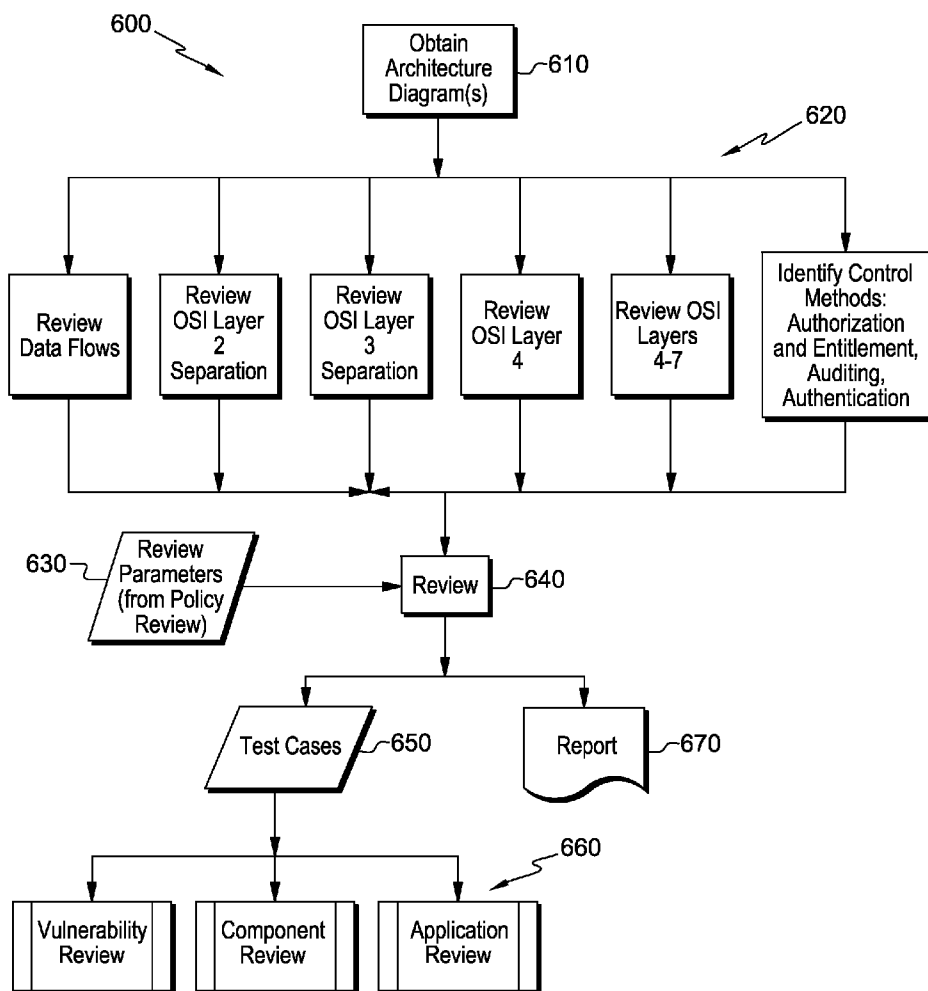 600
Obtain
Architecture
Diagram(s)
610
620
Review
Data Flows
Review
OSI Layer
2
Separation
Review
OSI Layer
3
Separation
Review
OSI Layer
4
Review OSI
Layers
4-7
Identify Control
Methods:
Authorization
and Entitlement,
Auditing,
Authentication
630
Review
Parameters
(from Policy
Review)
Review
640
Test Cases
650
Report
670
660
Vulnerability
Review
Component
Review
Application
Review